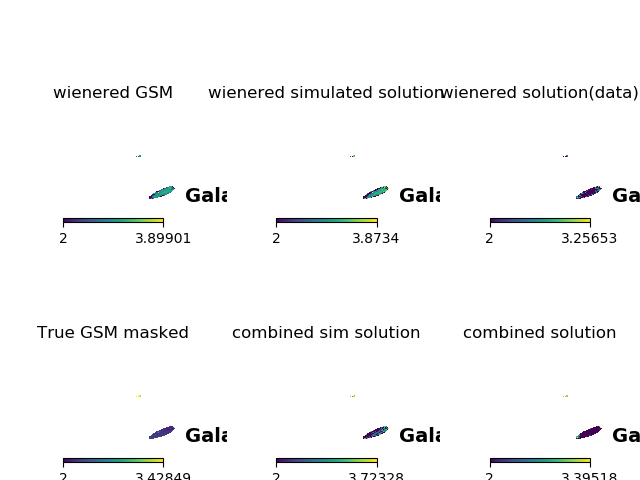 wienered GSM
wienered simulated solution
wienered solution(data)
Gala
Gala
Ga
2 3.89901
2 3.8734
2 3.25653
True GSM masked
combined sim solution
combined solution
Gala
Gala
Ga
2 3.42849
2 3.72328
2 3.39518